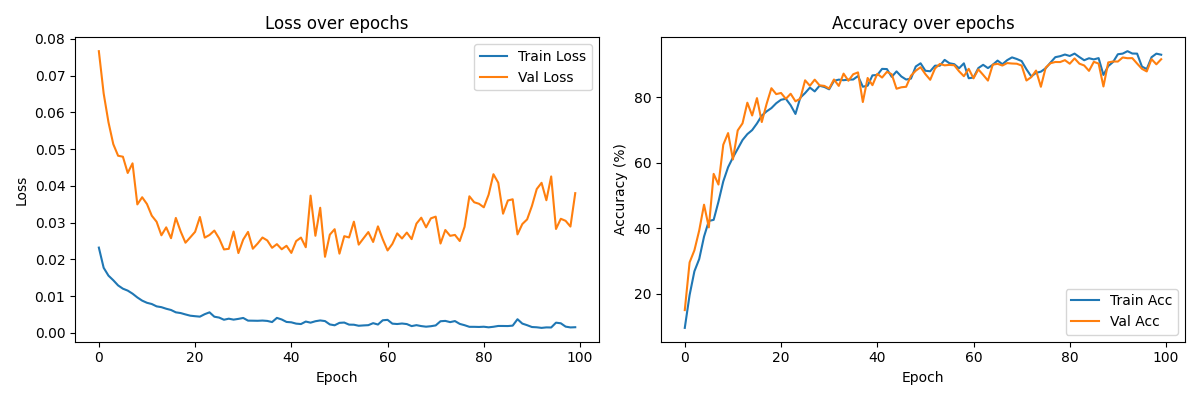 Loss over epochs
0.08
0.07
0.06
0.05
0.04
0.03
0.02
0.01
0.00
Loss
Train Loss
Val Loss
0 20 40 60 80 100
Epoch
Accuracy over epochs
80
60
40
20
Accuracy (%)
Train Acc
Val Acc
0 20 40 60 80 100
Epoch